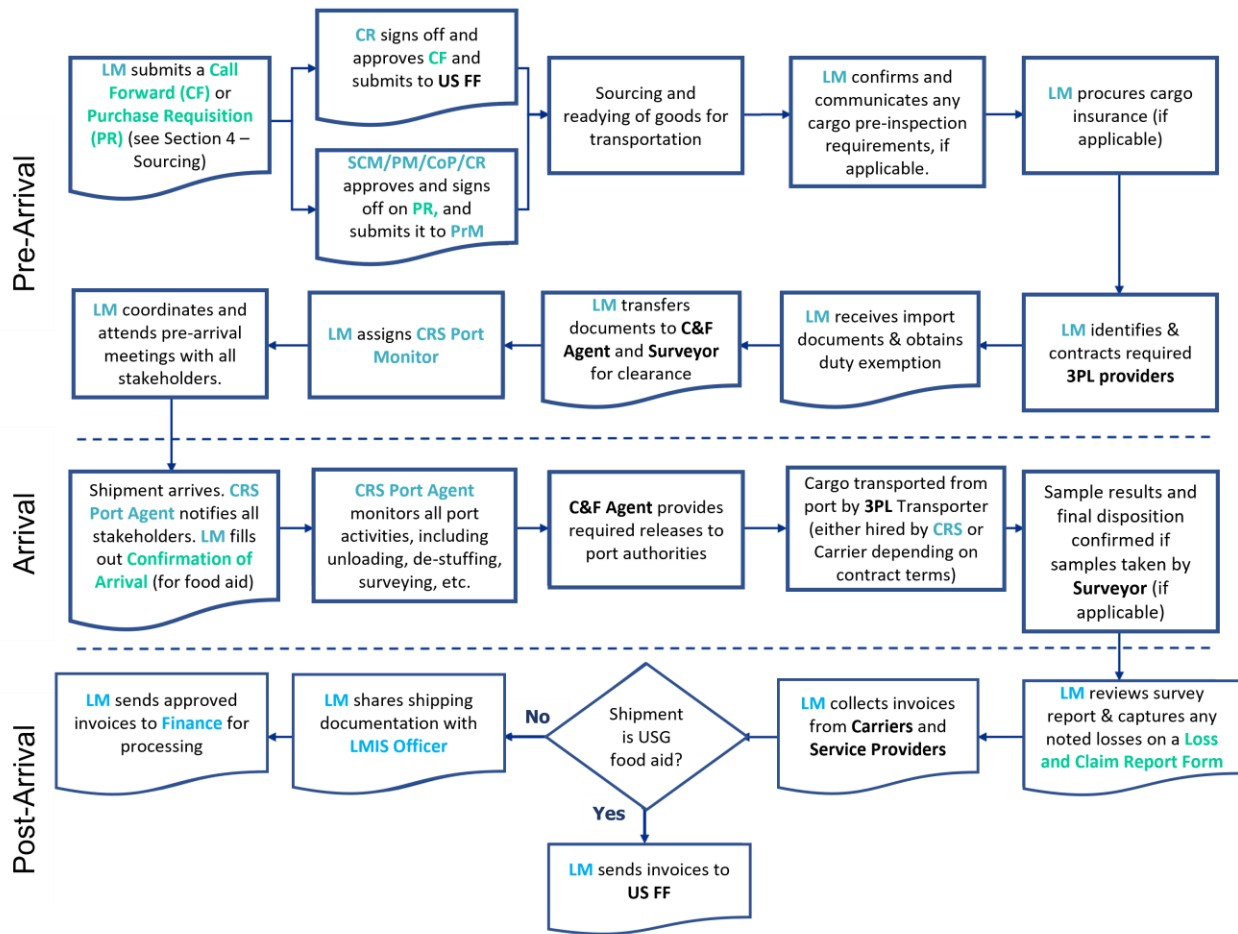 Pre-Arrival
LM submits a Call
Forward (CF) or
Purchase Requisition
(PR) (see Section 4 –
Sourcing)
CR signs off and
approves CF and
submits to US FF
SCM/PM/CoP/CR
approves and signs
off on PR, and
submits it to PrM
Sourcing and
readying of goods for
transportation
LM confirms and
communicates any
cargo pre-inspection
requirements, if
applicable.
LM procures cargo
insurance (if
applicable)
LM identifies &
contracts required
3PL providers
LM receives import
documents & obtains
duty exemption
LM transfers
documents to C&F
Agent and Surveyor
for clearance
LM assigns CRS Port
Monitor
LM coordinates and
attends pre-arrival
meetings with all
stakeholders.
Arrival
Shipment arrives. CRS
Port Agent notifies all
stakeholders. LM fills
out Confirmation of
Arrival (for food aid)
CRS Port Agent
monitors all port
activities, including
unloading, de-stuffing,
surveying, etc.
C&F Agent provides
required releases to
port authorities
Cargo transported from
port by 3PL Transporter
(either hired by CRS or
Carrier depending on
contract terms)
Sample results and
final disposition
confirmed if
samples taken by
Surveyor (if
applicable)
Post-Arrival
LM reviews survey
report & captures any
noted losses on a Loss
and Claim Report Form
LM collects invoices
from Carriers and
Service Providers
Shipment
is USG
food aid?
No
LM shares shipping
documentation with
LMIS Officer
LM sends approved
invoices to Finance for
processing
Yes
LM sends invoices to
US FF